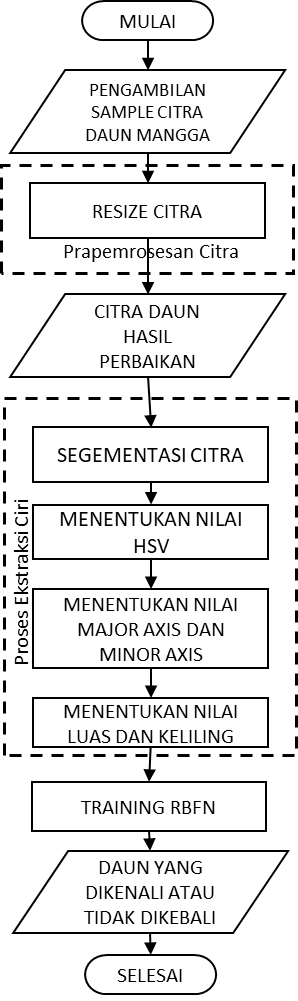 MULAI
PENGAMBILAN
SAMPLE CITRA
DAUN MANGGA
RESIZE CITRA
Prapemrosesan Citra
CITRA DAUN
HASIL
PERBAIKAN
Proses Ekstraksi Ciri
SEGEMENTASI CITRA
MENENTUKAN NILAI
HSV
MENENTUKAN NILAI
MAJOR AXIS DAN
MINOR AXIS
MENENTUKAN NILAI
LUAS DAN KELILING
TRAINING RBFN
DAUN YANG
DIKENALI ATAU
TIDAK DIKEBALI
SELESAI